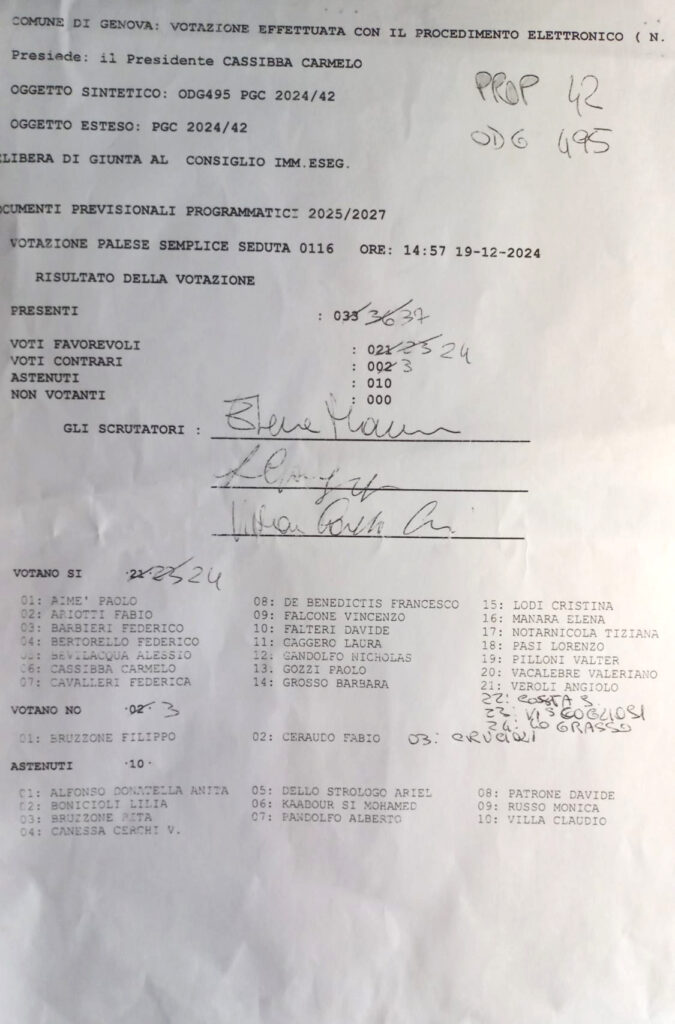 COMUNE DI GENOVA: VOTAZIONE EFFETTUATA CON IL PROCEDIMENTO ELETTRONICO ( N.
Presiede: il Presidente CASSIBBA CARMELO
OGGETTO SINTETICO: ODG495 PGC 2024/42
PROP 42
OGGETTO ESTESO: PGC 2024/42
ODG 495
ELIBERA DI GIUNTA AL CONSIGLIO IMM.ESEG.
OCUMENTI PREVISIONALI PROGRAMMATICI 2025/2027
VOTAZIONE PALESE SEMPLICE SEDUTA 0116 ORE: 14:57 19-12-2024
RISULTATO DELLA VOTAZIONE
PRESENTI : 033 36 37
VOTI FAVOREVOLI : 021 23 24
VOTI CONTRARI : 002 3
ASTENUTI : 010
NON VOTANTI : 000
GLI SCRUTATORI : Elena Manara
VOTANO SI 21 23 24
01: AIME' PAOLO 08: DE BENEDICTIS FRANCESCO 15: LODI CRISTINA
02: ARIOTTI FABIO 09: FALCONE VINCENZO 16: MANARA ELENA
03: BARBIERI FEDERICO 10: FALTERI DAVIDE 17: NOTARNICOLA TIZIANA
04: BERTORELLO FEDERICO 11: CAGGERO LAURA 18: PASI LORENZO
05: BEVILACQUA ALESSIO 12: GANDOLFO NICHOLAS 19: PILLONI VALTER
06: CASSIBBA CARMELO 13: GOZZI PAOLO 20: VACALEBRE VALERIANO
07: CAVALLERI FEDERICA 14: GROSSO BARBARA 21: VEROLI ANGIOLO
22: COSTA S.
23: VISCOGLIOSI
24: LO GRASSO
VOTANO NO 02 3
01: BRUZZONE FILIPPO 02: CERAUDO FABIO 03: CRUCIOLI
ASTENUTI 10
01: ALFONSO DONATELLA ANITA 05: DELLO STROLOGO ARIEL 08: PATRONE DAVIDE
02: BONICIOLI LILIA 06: KAABOUR SI MOHAMED 09: RUSSO MONICA
03: BRUZZONE RITA 07: PANDOLFO ALBERTO 10: VILLA CLAUDIO
04: CANESSA CERCHI V.